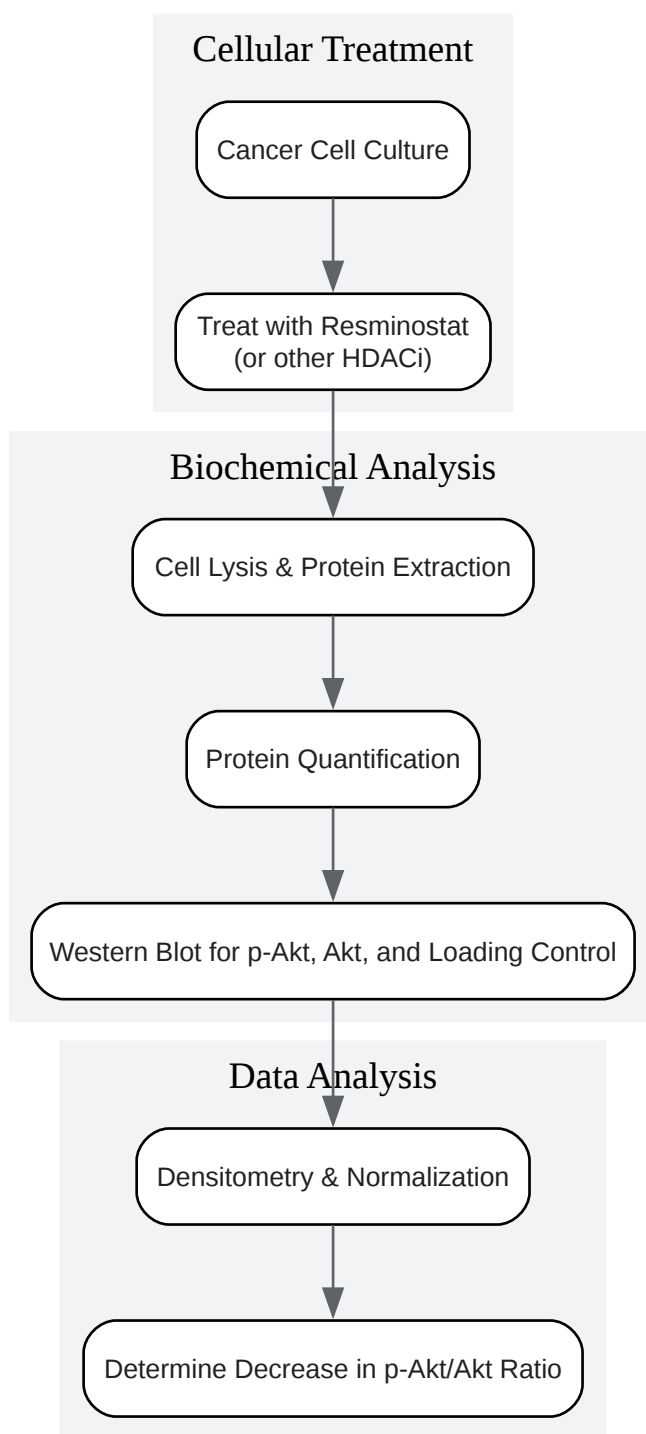 Cellular Treatment
Cancer Cell Culture
Treat with Resminostat
(or other HDACi)
Biochemical Analysis
Cell Lysis & Protein Extraction
Protein Quantification
Western Blot for p-Akt, Akt, and Loading Control
Data Analysis
Densitometry & Normalization
Determine Decrease in p-Akt/Akt Ratio